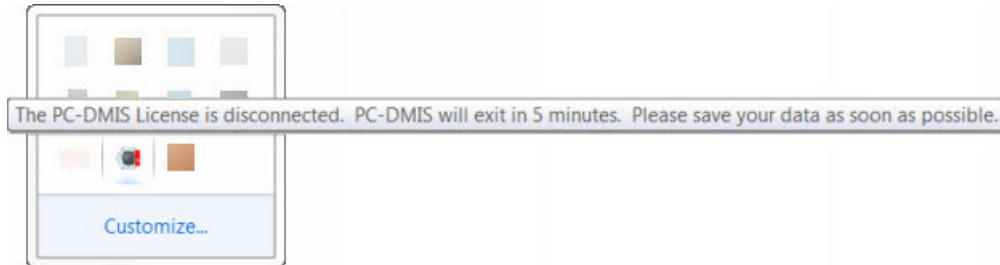 The PC-DMIS License is disconnected.  PC-DMIS will exit in 5 minutes.  Please save your data as soon as possible.
Customize...